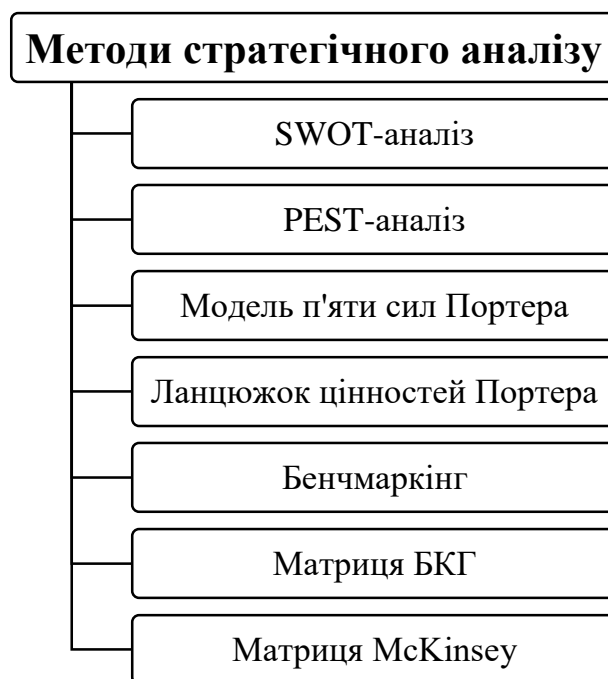 Методи стратегічного аналізу
SWOT-аналіз
PEST-аналіз
Модель п'яти сил Портера
Ланцюжок цінностей Портера
Бенчмаркінг
Матриця БКГ
Матриця McKinsey